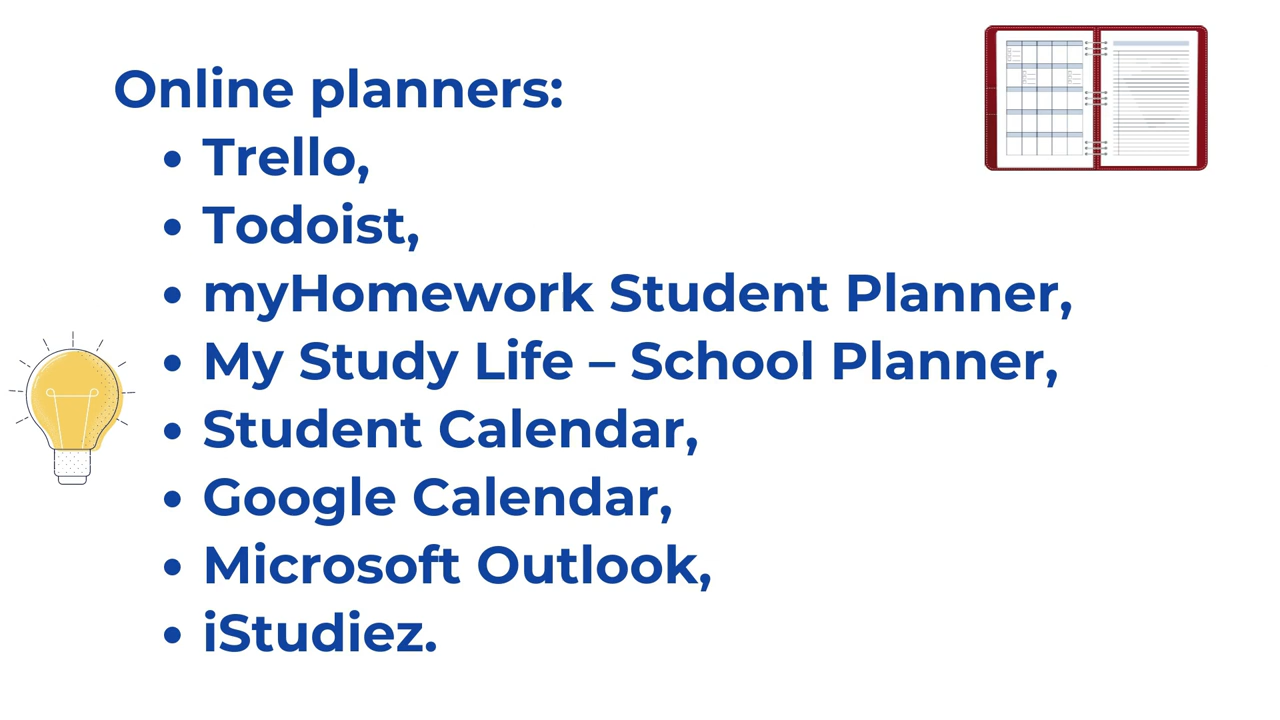 Online planners:
• Trello,
• Todoist,
• myHomework Student Planner,
• My Study Life – School Planner,
• Student Calendar,
• Google Calendar,
• Microsoft Outlook,
• iStudiez.